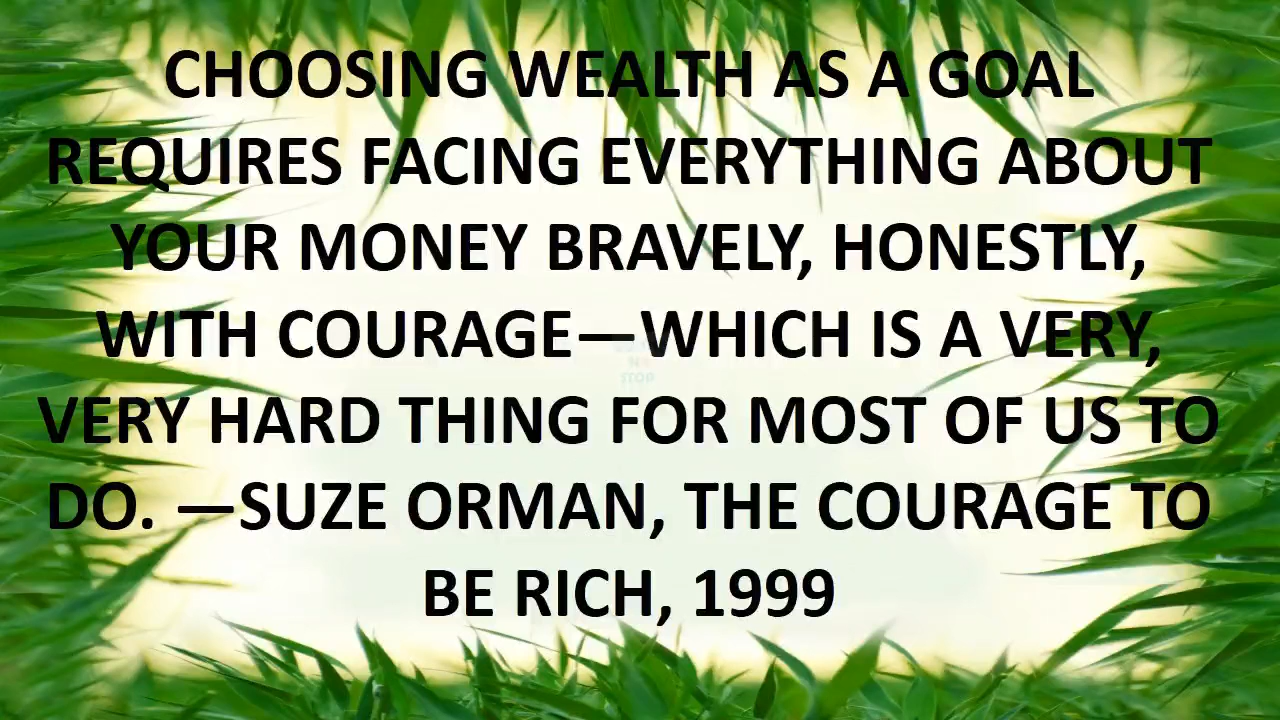 CHOOSING WEALTH AS A GOAL
REQUIRES FACING EVERYTHING ABOUT
YOUR MONEY BRAVELY, HONESTLY,
WITH COURAGE—WHICH IS A VERY,
VERY HARD THING FOR MOST OF US TO
DO. —SUZE ORMAN, THE COURAGE TO
BE RICH, 1999